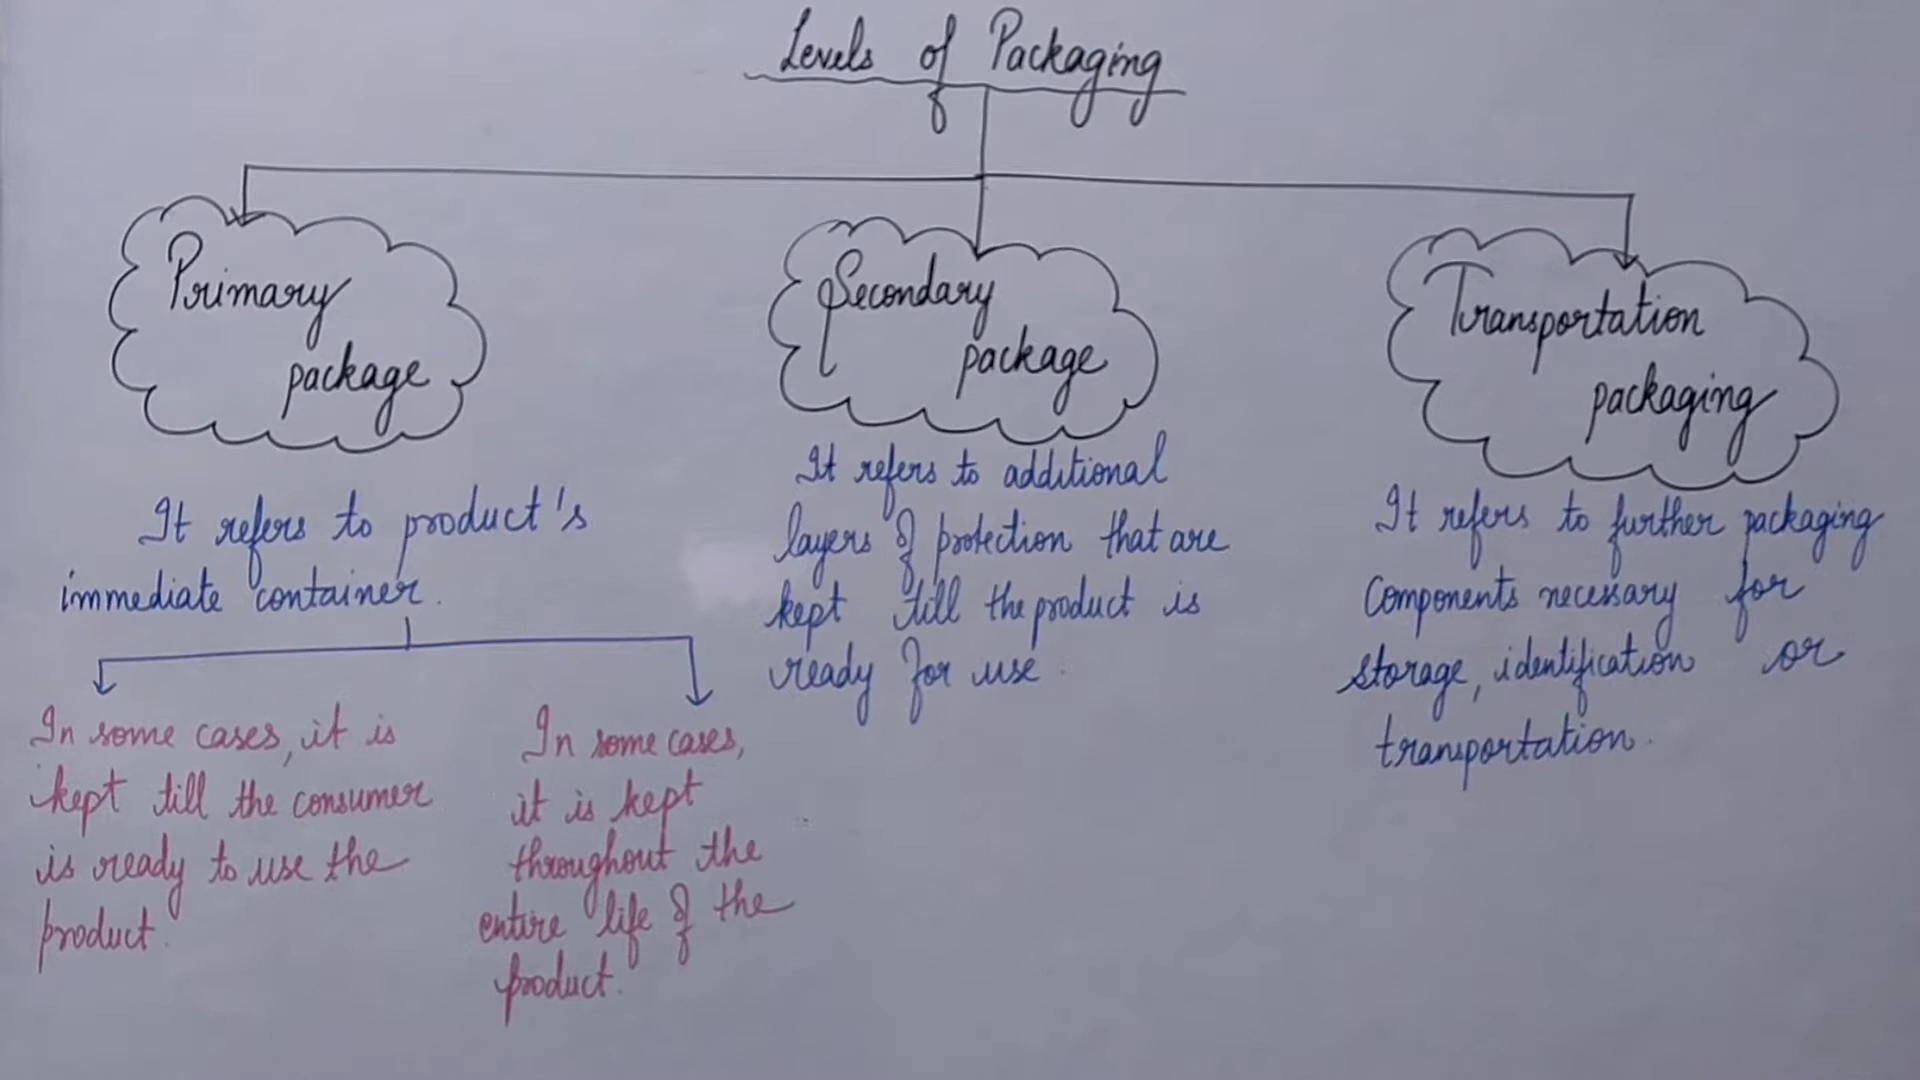 Levels of Packaging
Primary
package
It refers to product's
immediate container.
In some cases, it is
kept till the consumer
is ready to use the
product.
In some cases,
it is kept
throughout the
entire life of the
product.
Secondary
package
It refers to additional
layers of protection that are
kept till the product is
ready for use.
Transportation
packaging
It refers to further packaging
components necessary for
storage, identification or
transportation.